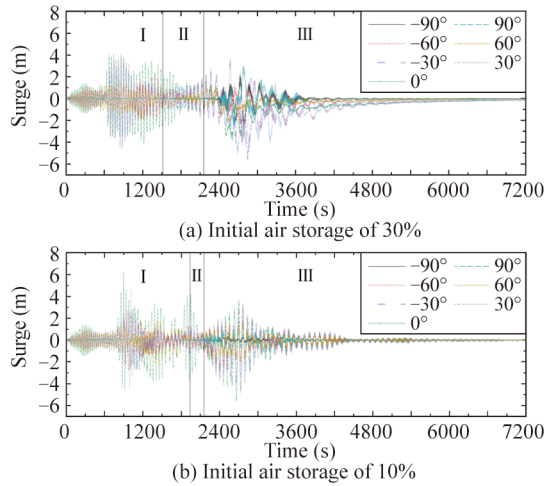 8
6
4
2
0
−2
−4
−6
Surge (m)
I II III
−90° 90°
−60° 60°
−30° 30°
0°
0 1200 2400 3600 4800 6000 7200
Time (s)
(a) Initial air storage of 30%
8
6
4
2
0
−2
−4
−6
Surge (m)
I II III
−90° 90°
−60° 60°
−30° 30°
0°
0 1200 2400 3600 4800 6000 7200
Time (s)
(b) Initial air storage of 10%